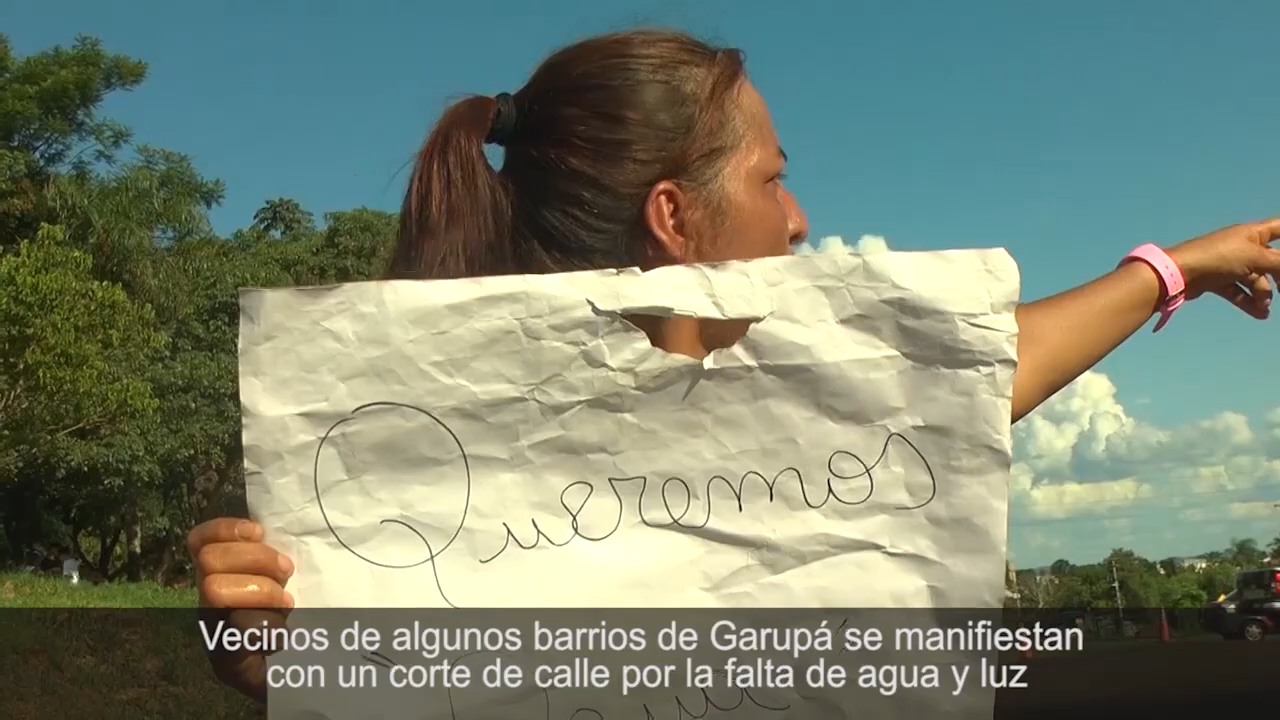 Queremos
Vecinos de algunos barrios de Garupá se manifiestan
con un corte de calle por la falta de agua y luz